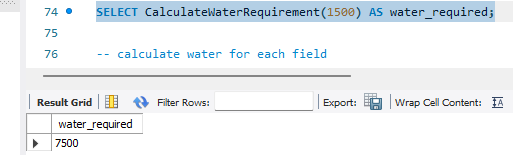 74 SELECT CalculateWaterRequirement(1500) AS water_required;
75
76 -- calculate water for each field
Result Grid Filter Rows: Export: Wrap Cell Content: IA
water_required
7500